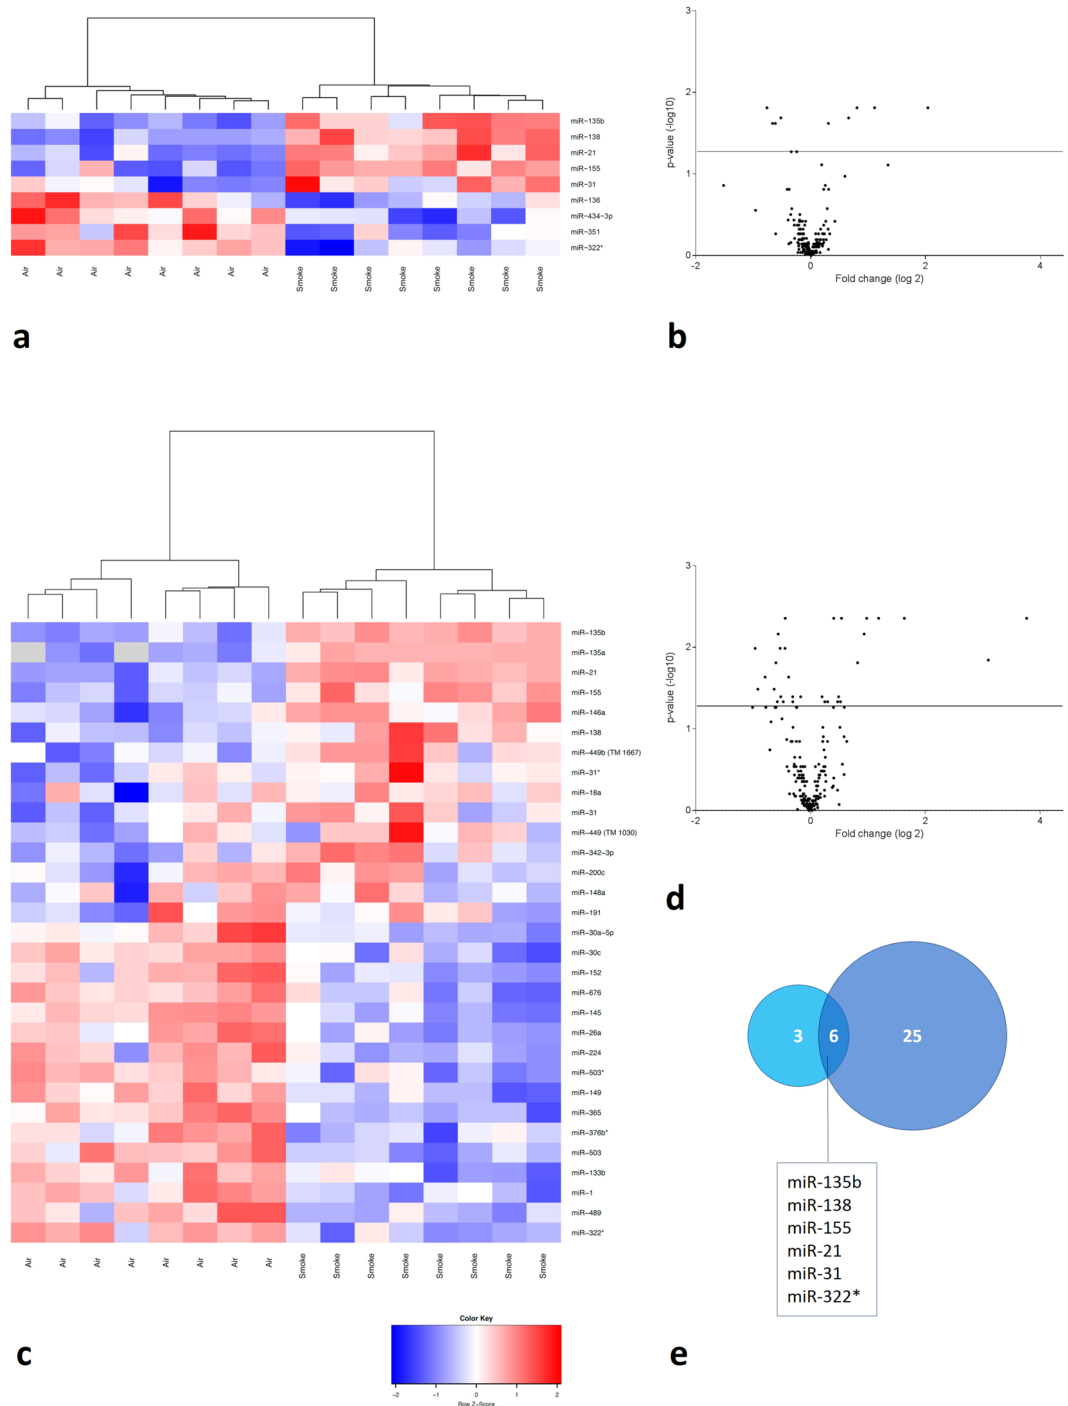 miR-135b
miR-138
miR-21
miR-155
miR-31
miR-136
miR-434-3p
miR-351
miR-322*
Air Air Air Air Air Air Air Air Smoke Smoke Smoke Smoke Smoke Smoke Smoke Smoke
a
3
2
1
0
p-value (-log10)
-2 0 2 4
Fold change (log 2)
b
miR-135b
miR-135a
miR-21
miR-155
miR-146a
miR-138
miR-449b (TM 1667)
miR-31*
miR-18a
miR-31
miR-449 (TM 1030)
miR-342-3p
miR-200c
miR-148a
miR-191
miR-30a-5p
miR-30c
miR-152
miR-676
miR-145
miR-26a
miR-224
miR-503*
miR-149
miR-365
miR-376b*
miR-503
miR-133b
miR-1
miR-489
miR-322*
Air Air Air Air Air Air Air Air Smoke Smoke Smoke Smoke Smoke Smoke Smoke Smoke
Color Key
-2 -1 0 1 2
Row Z-Score
c
3
2
1
0
p-value (-log10)
-2 0 2 4
Fold change (log 2)
d
3 6 25
miR-135b
miR-138
miR-155
miR-21
miR-31
miR-322*
e